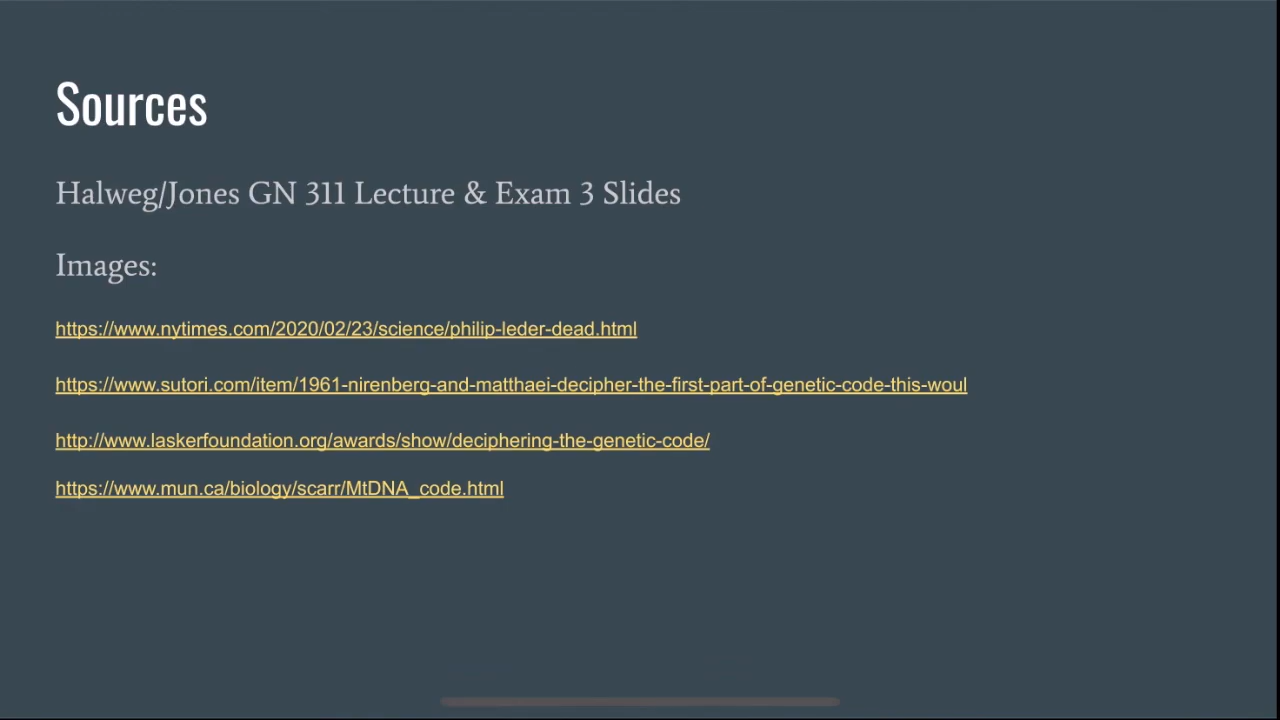 Sources
Halweg/Jones GN 311 Lecture & Exam 3 Slides
Images:
https://www.nytimes.com/2020/02/23/science/philip-leder-dead.html
https://www.sutori.com/item/1961-nirenberg-and-matthaei-decipher-the-first-part-of-genetic-code-this-woul
http://www.laskerfoundation.org/awards/show/deciphering-the-genetic-code/
https://www.mun.ca/biology/scarr/MtDNA_code.html